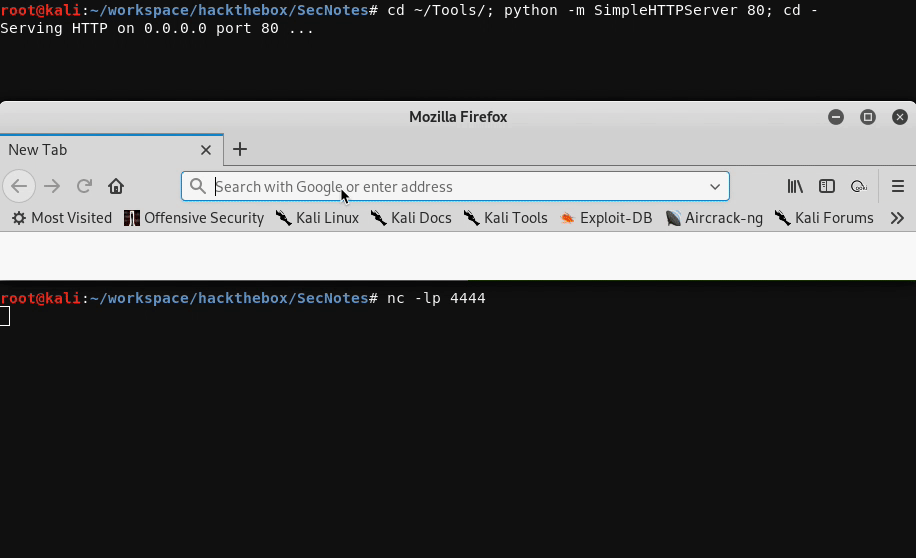 root@kali:~/workspace/hackthebox/SecNotes# cd ~/Tools/; python -m SimpleHTTPServer 80; cd -
Serving HTTP on 0.0.0.0 port 80 ...
Mozilla Firefox
New Tab
Search with Google or enter address
Most Visited Offensive Security Kali Linux Kali Docs Kali Tools Exploit-DB Aircrack-ng Kali Forums
root@kali:~/workspace/hackthebox/SecNotes# nc -lp 4444